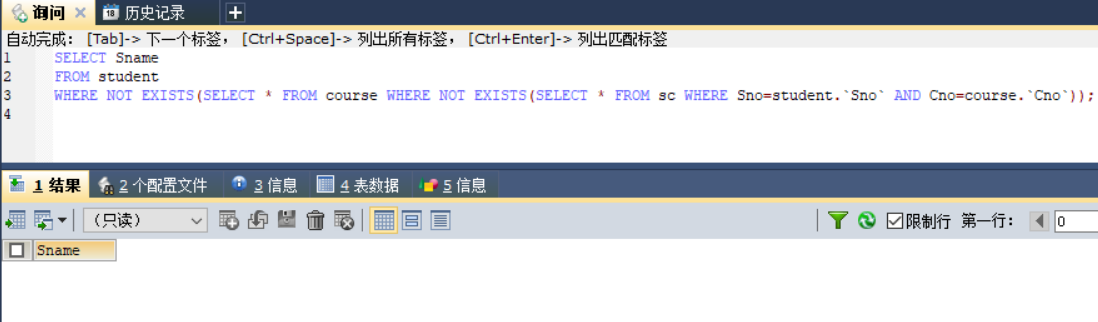 询问 历史记录
自动完成: [Tab]-> 下一个标签, [Ctrl+Space]-> 列出所有标签, [Ctrl+Enter]-> 列出匹配标签
1 SELECT Sname
2 FROM student
3 WHERE NOT EXISTS(SELECT * FROM course WHERE NOT EXISTS(SELECT * FROM sc WHERE Sno=student.`Sno` AND Cno=course.`Cno`));
4
1 结果 2 个配置文件 3 信息 4 表数据 5 信息
(只读) 限制行 第一行: 0
Sname